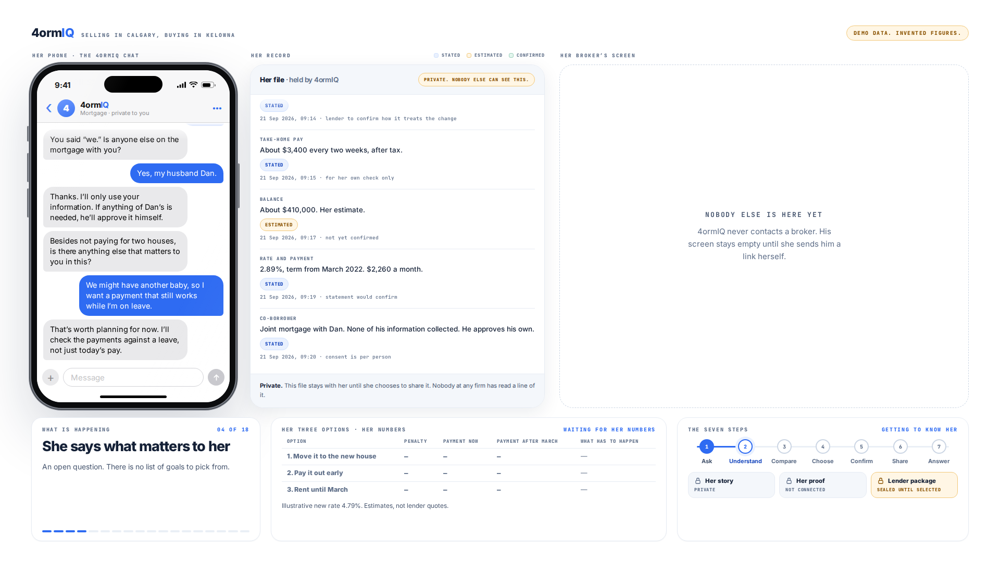 4ormIQ SELLING IN CALGARY, BUYING IN KELOWNA
DEMO DATA. INVENTED FIGURES.
HER PHONE · THE 4ORMIQ CHAT
9:41
4
4ormIQ
Mortgage · private to you
You said “we.” Is anyone else on the
mortgage with you?
Yes, my husband Dan.
Thanks. I’ll only use your
information. If anything of Dan’s is
needed, he’ll approve it himself.
Besides not paying for two houses,
is there anything else that matters to
you in this?
We might have another baby, so I
want a payment that still works
while I’m on leave.
That’s worth planning for now. I’ll
check the payments against a leave,
not just today’s pay.
+ Message
HER RECORD
STATED ESTIMATED CONFIRMED
Her file · held by 4ormIQ
PRIVATE. NOBODY ELSE CAN SEE THIS.
STATED
21 Sep 2026, 09:14 · lender to confirm how it treats the change
TAKE-HOME PAY
About $3,400 every two weeks, after tax.
STATED
21 Sep 2026, 09:15 · for her own check only
BALANCE
About $410,000. Her estimate.
ESTIMATED
21 Sep 2026, 09:17 · not yet confirmed
RATE AND PAYMENT
2.89%, term from March 2022. $2,260 a month.
STATED
21 Sep 2026, 09:19 · statement would confirm
CO-BORROWER
Joint mortgage with Dan. None of his information collected. He approves his own.
STATED
21 Sep 2026, 09:20 · consent is per person
Private. This file stays with her until she chooses to share it. Nobody at any firm has read a line of
it.
HER BROKER’S SCREEN
NOBODY ELSE IS HERE YET
4ormIQ never contacts a broker. His
screen stays empty until she sends him a
link herself.
WHAT IS HAPPENING 04 OF 18
She says what matters to her
An open question. There is no list of goals to pick from.
HER THREE OPTIONS · HER NUMBERS WAITING FOR HER NUMBERS
OPTION PENALTY PAYMENT NOW PAYMENT AFTER MARCH WHAT HAS TO HAPPEN
1. Move it to the new house – – – —
2. Pay it out early – – – —
3. Rent until March – – – —
Illustrative new rate 4.79%. Estimates, not lender quotes.
THE SEVEN STEPS GETTING TO KNOW HER
1 2 3 4 5 6 7
Ask Understand Compare Choose Confirm Share Answer
Her story
PRIVATE
Her proof
NOT CONNECTED
Lender package
SEALED UNTIL SELECTED